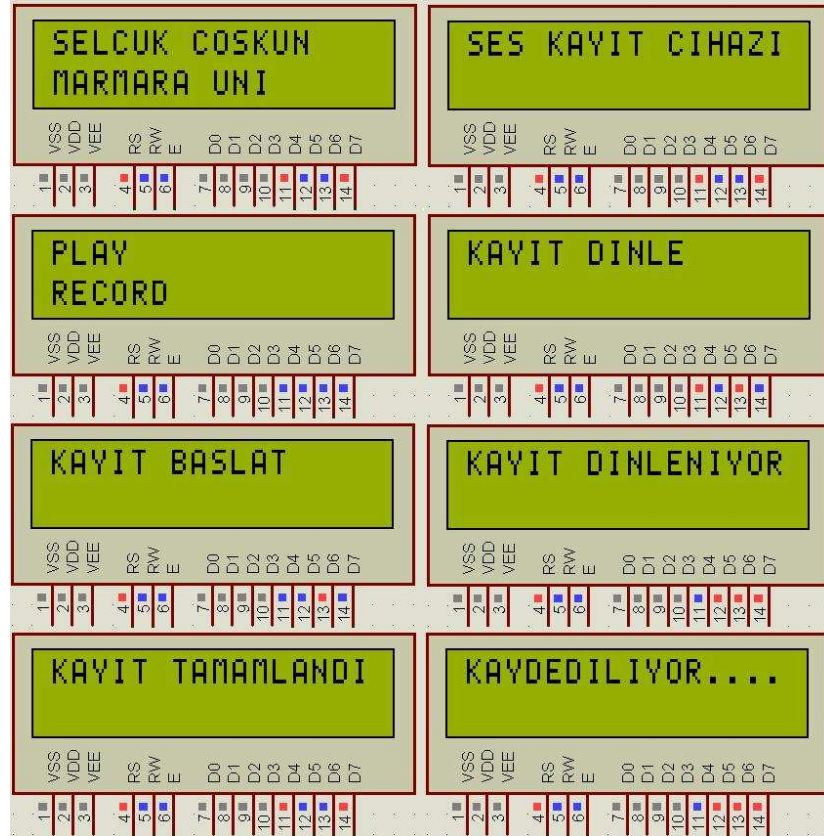 SELCUK COSKUN
MARMARA UNI
VSS VDD VEE RS RW E D0 D1 D2 D3 D4 D5 D6 D7
1 2 3 4 5 6 7 8 9 10 11 12 13 14
SES KAYIT CIHAZI
VSS VDD VEE RS RW E D0 D1 D2 D3 D4 D5 D6 D7
1 2 3 4 5 6 7 8 9 10 11 12 13 14
PLAY
RECORD
VSS VDD VEE RS RW E D0 D1 D2 D3 D4 D5 D6 D7
1 2 3 4 5 6 7 8 9 10 11 12 13 14
KAYIT DINLE
VSS VDD VEE RS RW E D0 D1 D2 D3 D4 D5 D6 D7
1 2 3 4 5 6 7 8 9 10 11 12 13 14
KAYIT BASLAT
VSS VDD VEE RS RW E D0 D1 D2 D3 D4 D5 D6 D7
1 2 3 4 5 6 7 8 9 10 11 12 13 14
KAYIT DINLENIYOR
VSS VDD VEE RS RW E D0 D1 D2 D3 D4 D5 D6 D7
1 2 3 4 5 6 7 8 9 10 11 12 13 14
KAYIT TAMAMLANDI
VSS VDD VEE RS RW E D0 D1 D2 D3 D4 D5 D6 D7
1 2 3 4 5 6 7 8 9 10 11 12 13 14
KAYDEDILIYOR....
VSS VDD VEE RS RW E D0 D1 D2 D3 D4 D5 D6 D7
1 2 3 4 5 6 7 8 9 10 11 12 13 14